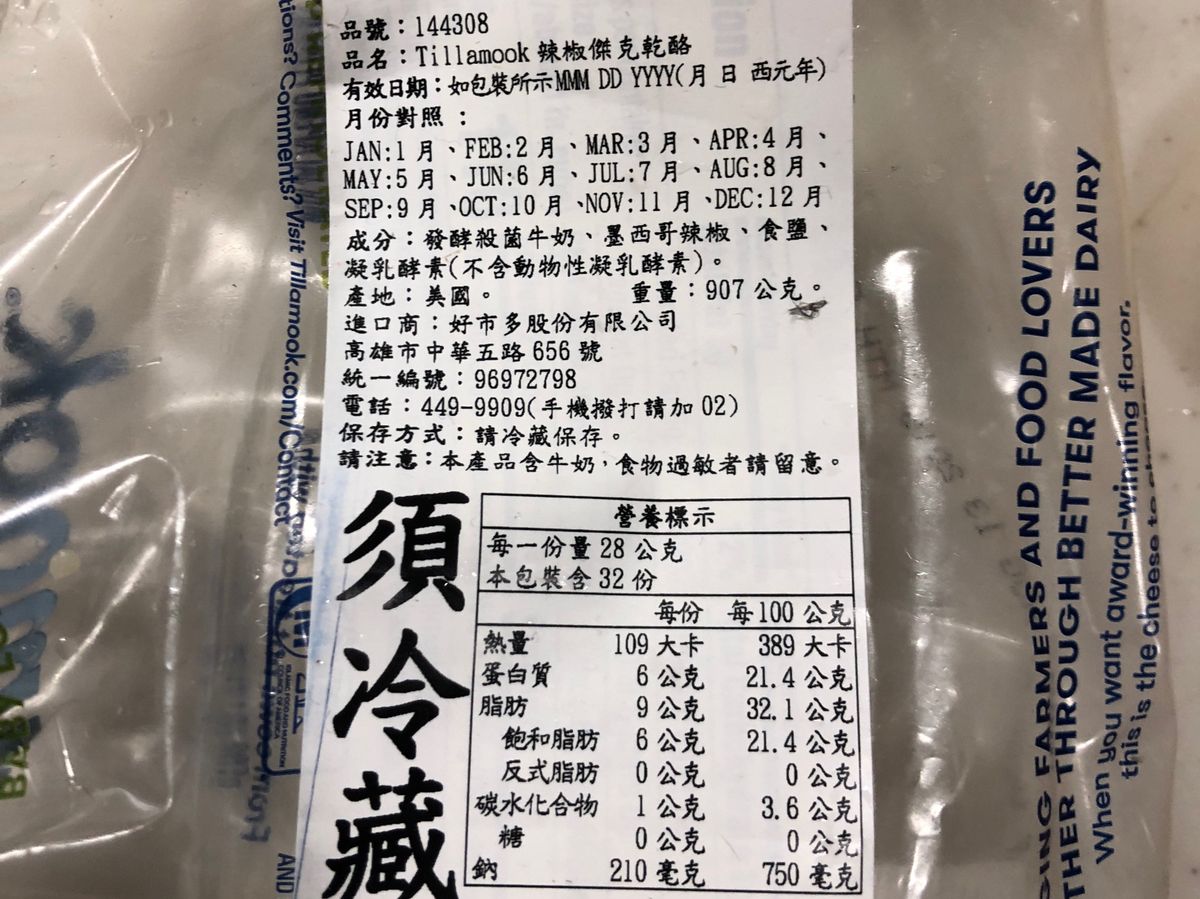 品號：144308
品名：Tillamook 辣椒傑克乾酪
有效日期：如包裝所示MMM DD YYYY(月 日 西元年)
月份對照：
JAN:1 月、FEB:2 月、MAR:3 月、APR:4 月、
MAY:5 月、JUN:6 月、JUL:7 月、AUG:8 月、
SEP:9 月、OCT:10 月、NOV:11 月、DEC:12 月
成分：發酵殺菌牛奶、墨西哥辣椒、食鹽、
凝乳酵素(不含動物性凝乳酵素)。
產地：美國。 重量：907 公克。
進口商：好市多股份有限公司
高雄市中華五路 656 號
統一編號：96972798
電話：449-9909(手機撥打請加 02)
保存方式：請冷藏保存。
請注意：本產品含牛奶，食物過敏者請留意。
須冷藏
營養標示
每一份量 28 公克
本包裝含 32 份
每份 每 100 公克
熱量 109 大卡 389 大卡
蛋白質 6 公克 21.4 公克
脂肪 9 公克 32.1 公克
飽和脂肪 6 公克 21.4 公克
反式脂肪 0 公克 0 公克
碳水化合物 1 公克 3.6 公克
糖 0 公克 0 公克
鈉 210 毫克 750 毫克
Comments? Visit Tillamook.com/Contact
AND
FARMERS AND FOOD LOVERS
THROUGH BETTER MADE DAIRY
When you want award-winning flavor,
this is the cheese to